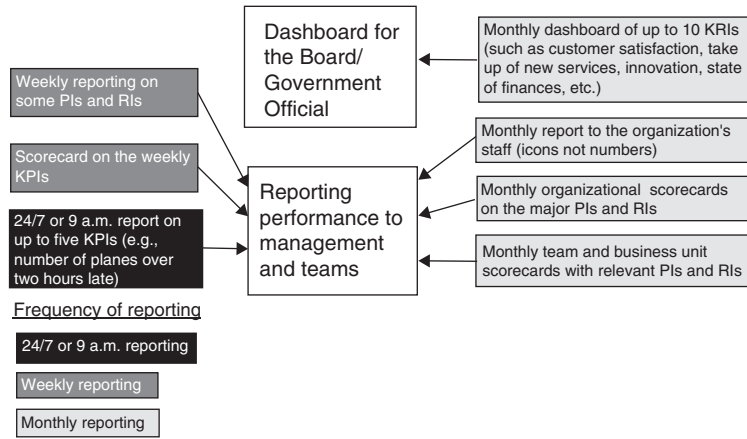 Dashboard for
the Board/
Government
Official
Monthly dashboard of up to 10 KRIs
(such as customer satisfaction, take
up of new services, innovation, state
of finances, etc.)
Weekly reporting on
some PIs and RIs
Scorecard on the weekly
KPIs
24/7 or 9 a.m. report on
up to five KPIs (e.g.,
number of planes over
two hours late)
Reporting
performance to
management
and teams
Monthly report to the organization's
staff (icons not numbers)
Monthly organizational scorecards
on the major PIs and RIs
Monthly team and business unit
scorecards with relevant PIs and RIs
Frequency of reporting
24/7 or 9 a.m. reporting
Weekly reporting
Monthly reporting